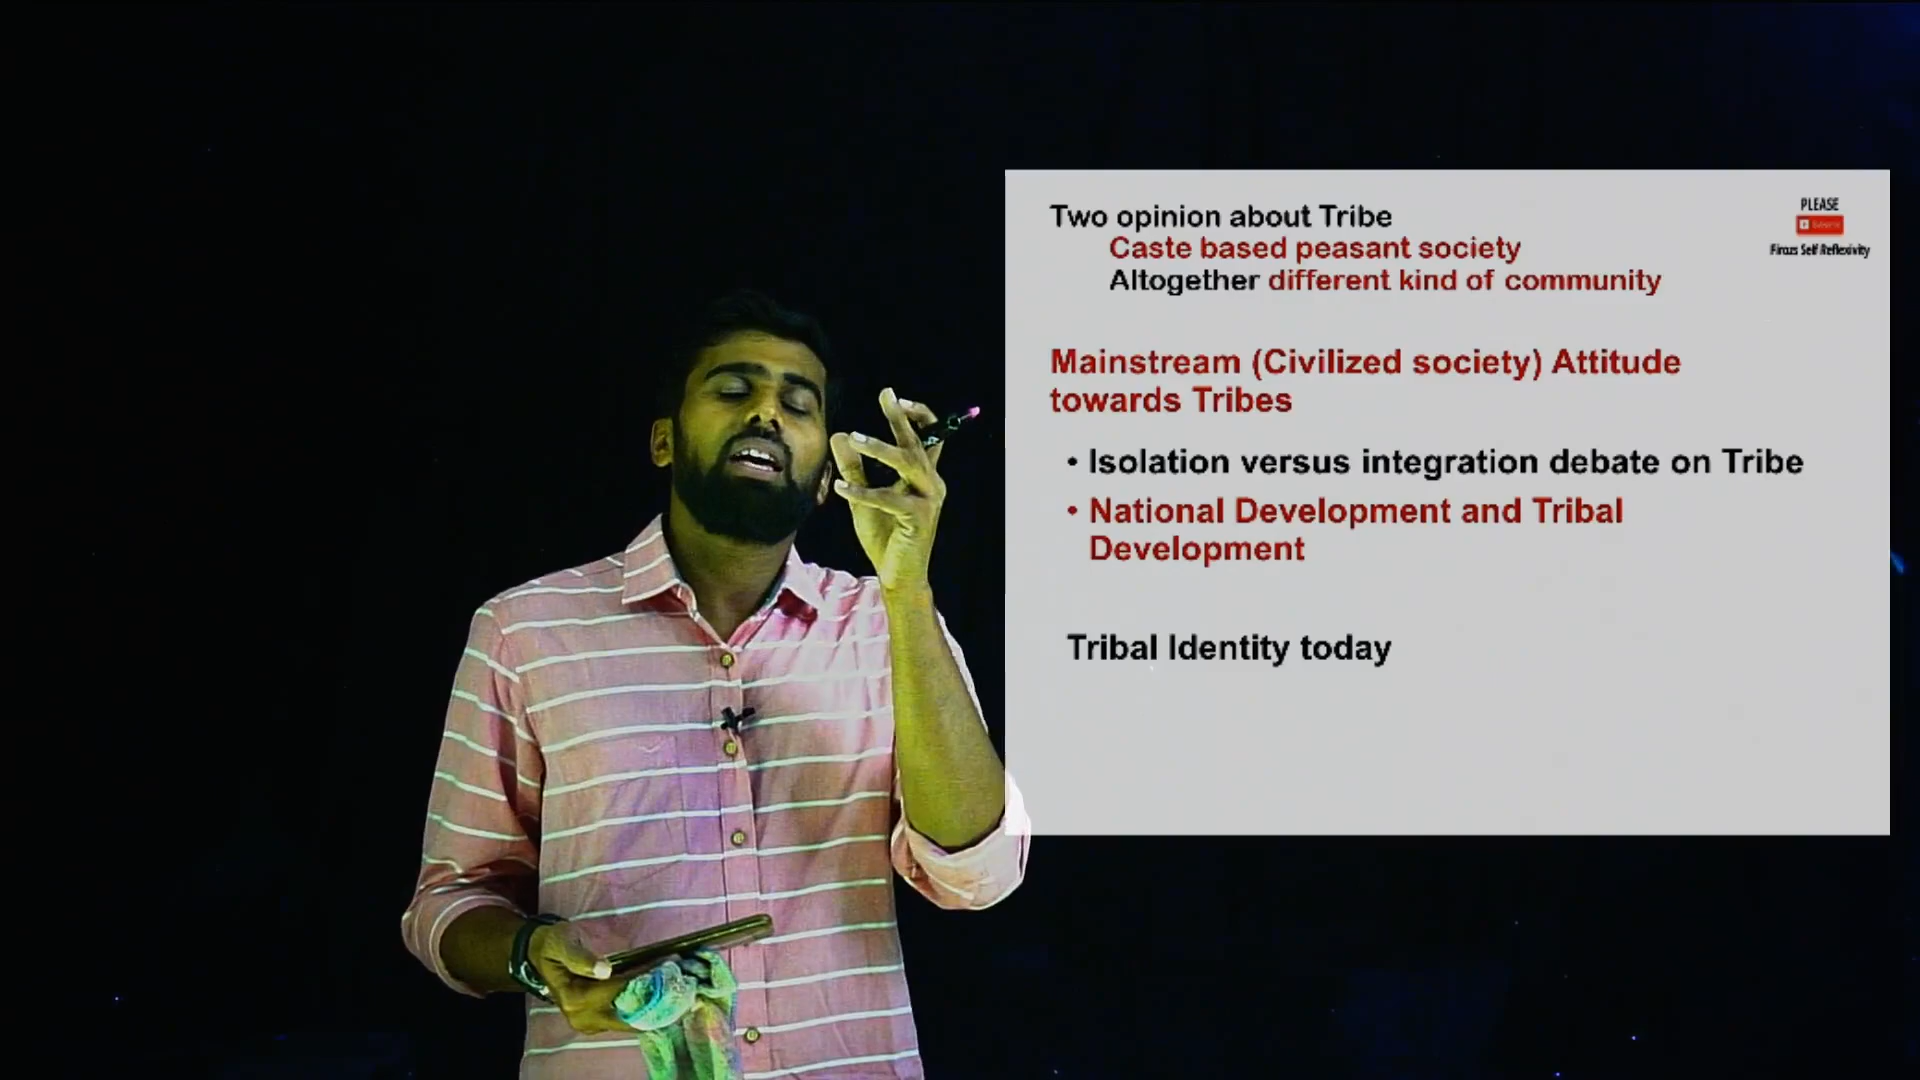 Two opinion about Tribe
Caste based peasant society
Altogether different kind of community
PLEASE
Firozs Self Reflexivity
Mainstream (Civilized society) Attitude
towards Tribes
• Isolation versus integration debate on Tribe
• National Development and Tribal
Development
Tribal Identity today